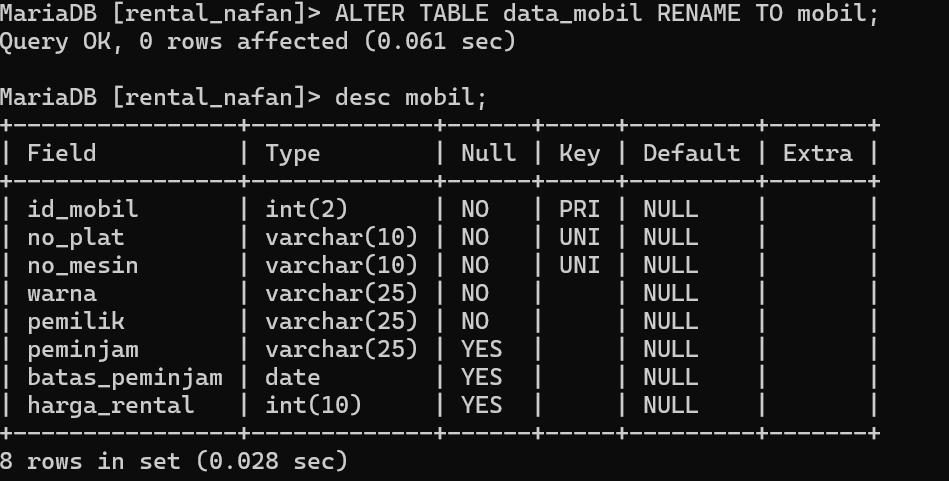 MariaDB [rental_nafan]> ALTER TABLE data_mobil RENAME TO mobil;
Query OK, 0 rows affected (0.061 sec)

MariaDB [rental_nafan]> desc mobil;
+----------------+-------------+------+-----+---------+-------+
| Field          | Type        | Null | Key | Default | Extra |
+----------------+-------------+------+-----+---------+-------+
| id_mobil       | int(2)      | NO   | PRI | NULL    |       |
| no_plat        | varchar(10) | NO   | UNI | NULL    |       |
| no_mesin       | varchar(10) | NO   | UNI | NULL    |       |
| warna          | varchar(25) | NO   |     | NULL    |       |
| pemilik        | varchar(25) | NO   |     | NULL    |       |
| peminjam       | varchar(25) | YES  |     | NULL    |       |
| batas_peminjam | date        | YES  |     | NULL    |       |
| harga_rental   | int(10)     | YES  |     | NULL    |       |
+----------------+-------------+------+-----+---------+-------+
8 rows in set (0.028 sec)